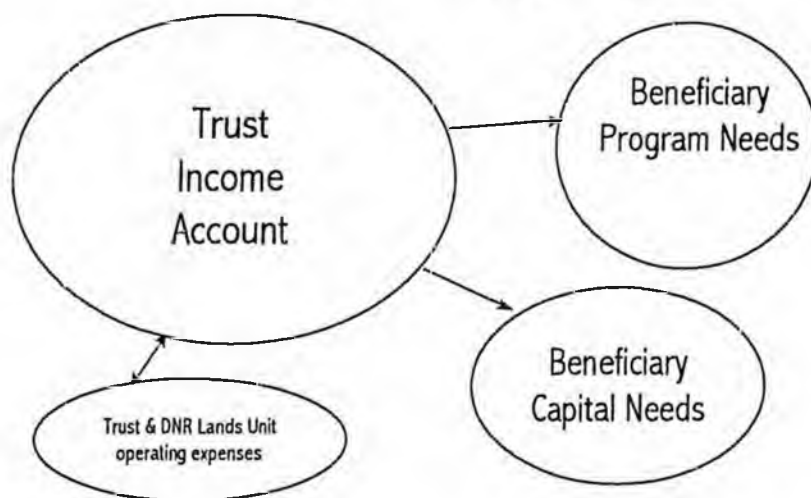 Trust
Income
Account
Beneficiary
Program Needs
Beneficiary
Capital Needs
Trust & DNR Lands Unit
operating expenses